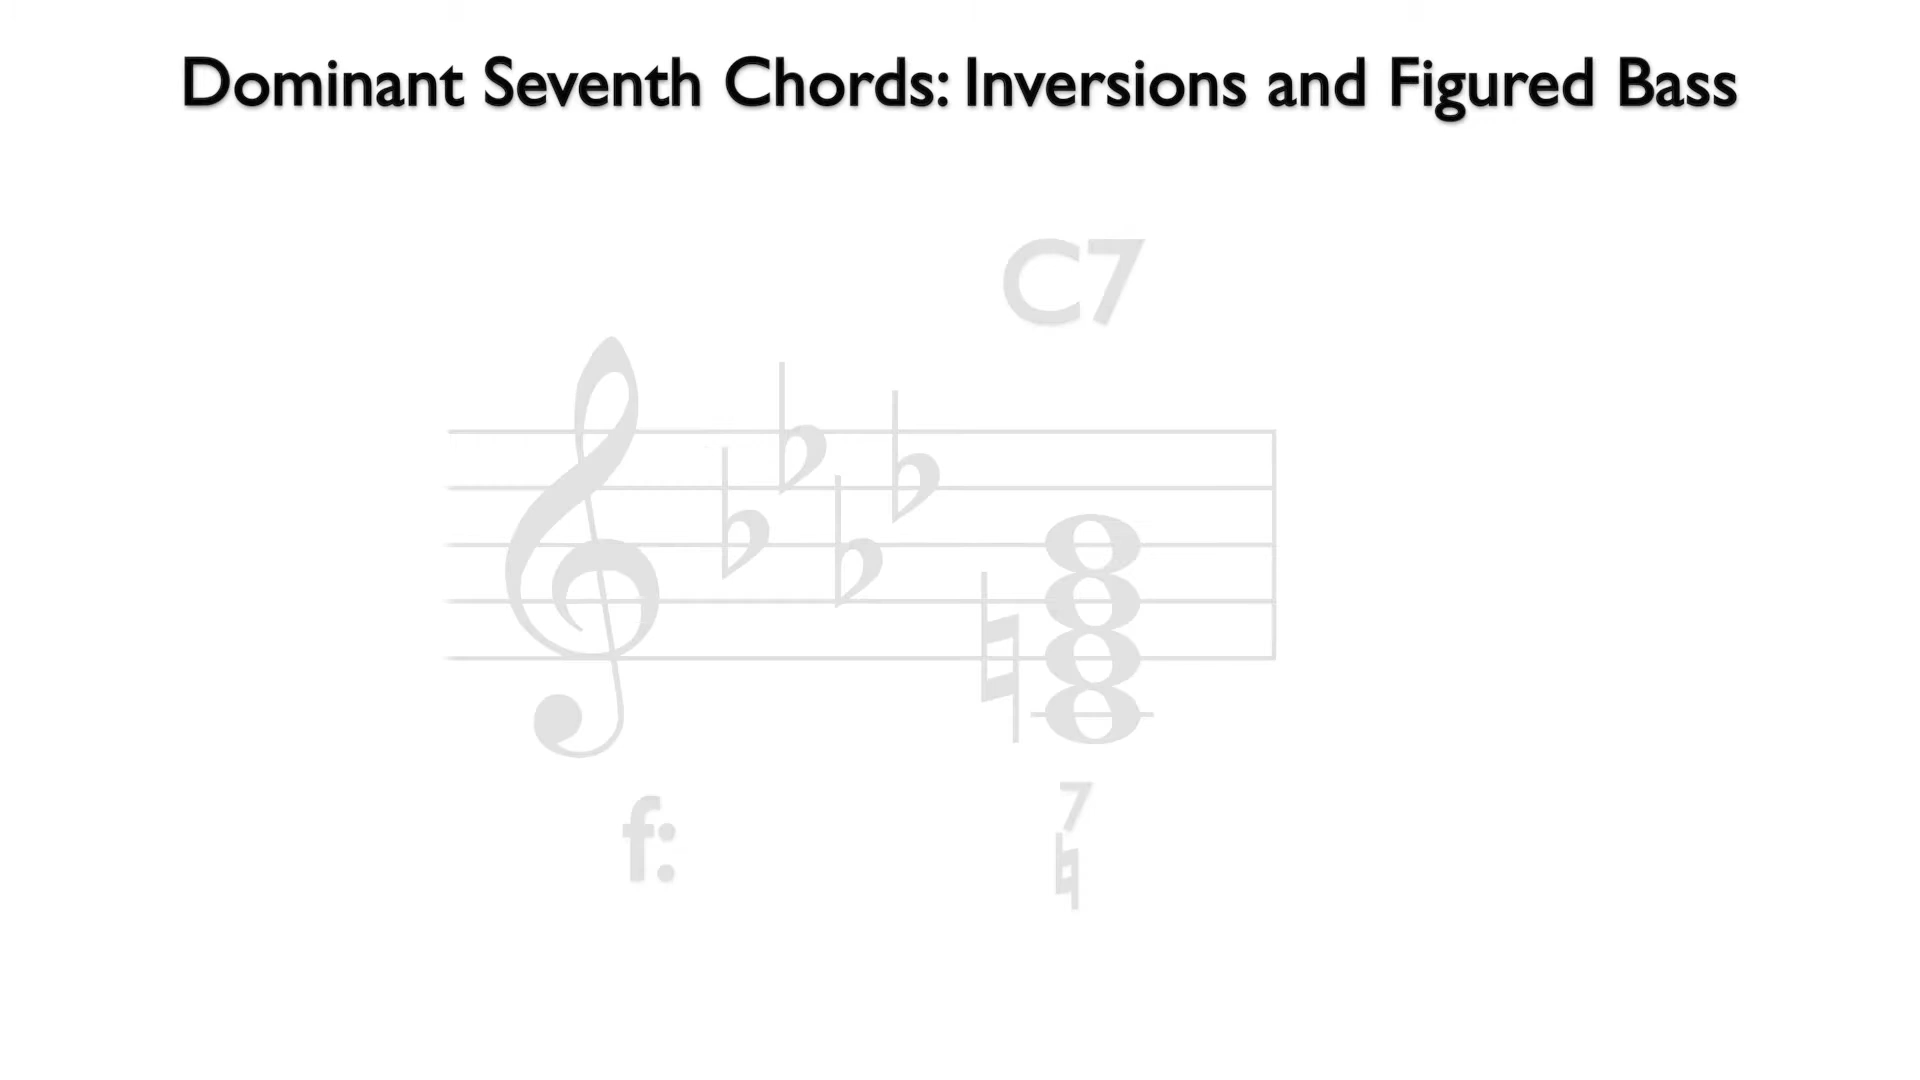 Dominant Seventh Chords: Inversions and Figured Bass
C7
f:
7
♮